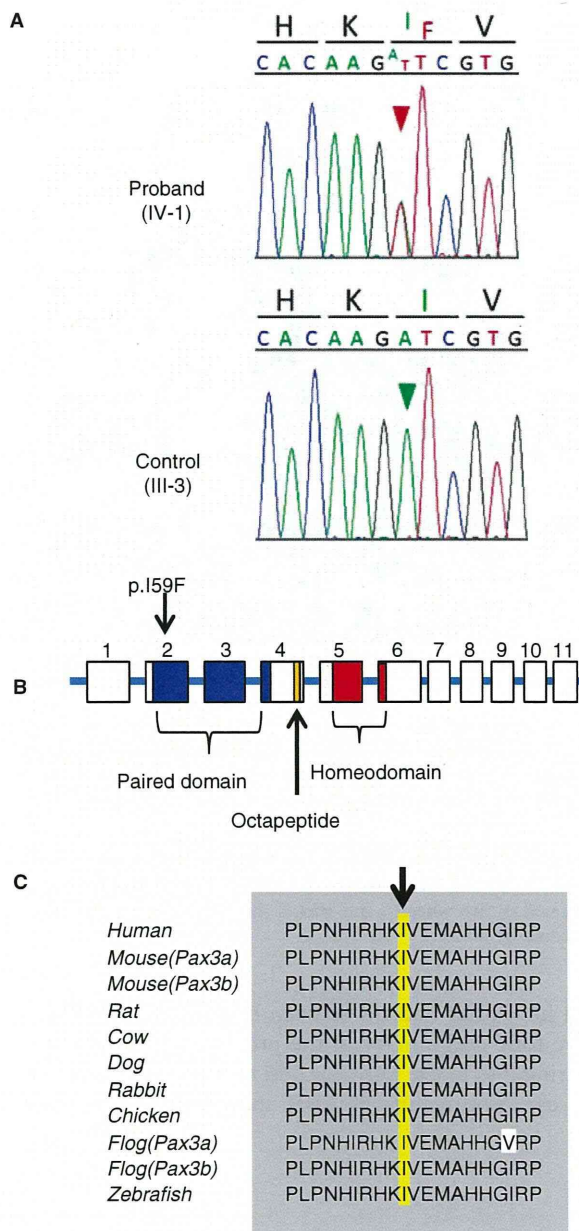 A
H K I F V
C A C A A G A T T C G T G
Proband
(IV-1)
H K I V
C A C A A G A T C G T G
Control
(III-3)
p.I59F
1 2 3 4 5 6 7 8 9 10 11
B
Paired domain
Homeodomain
Octapeptide
C
Human PLPNHIRHKIVEMAHHGIRP
Mouse(Pax3a) PLPNHIRHKIVEMAHHGIRP
Mouse(Pax3b) PLPNHIRHKIVEMAHHGIRP
Rat PLPNHIRHKIVEMAHHGIRP
Cow PLPNHIRHKIVEMAHHGIRP
Dog PLPNHIRHKIVEMAHHGIRP
Rabbit PLPNHIRHKIVEMAHHGIRP
Chicken PLPNHIRHKIVEMAHHGIRP
Flog(Pax3a) PLPNHIRHKIVEMAHHGVRP
Flog(Pax3b) PLPNHIRHKIVEMAHHGIRP
Zebrafish PLPNHIRHKIVEMAHHGIRP